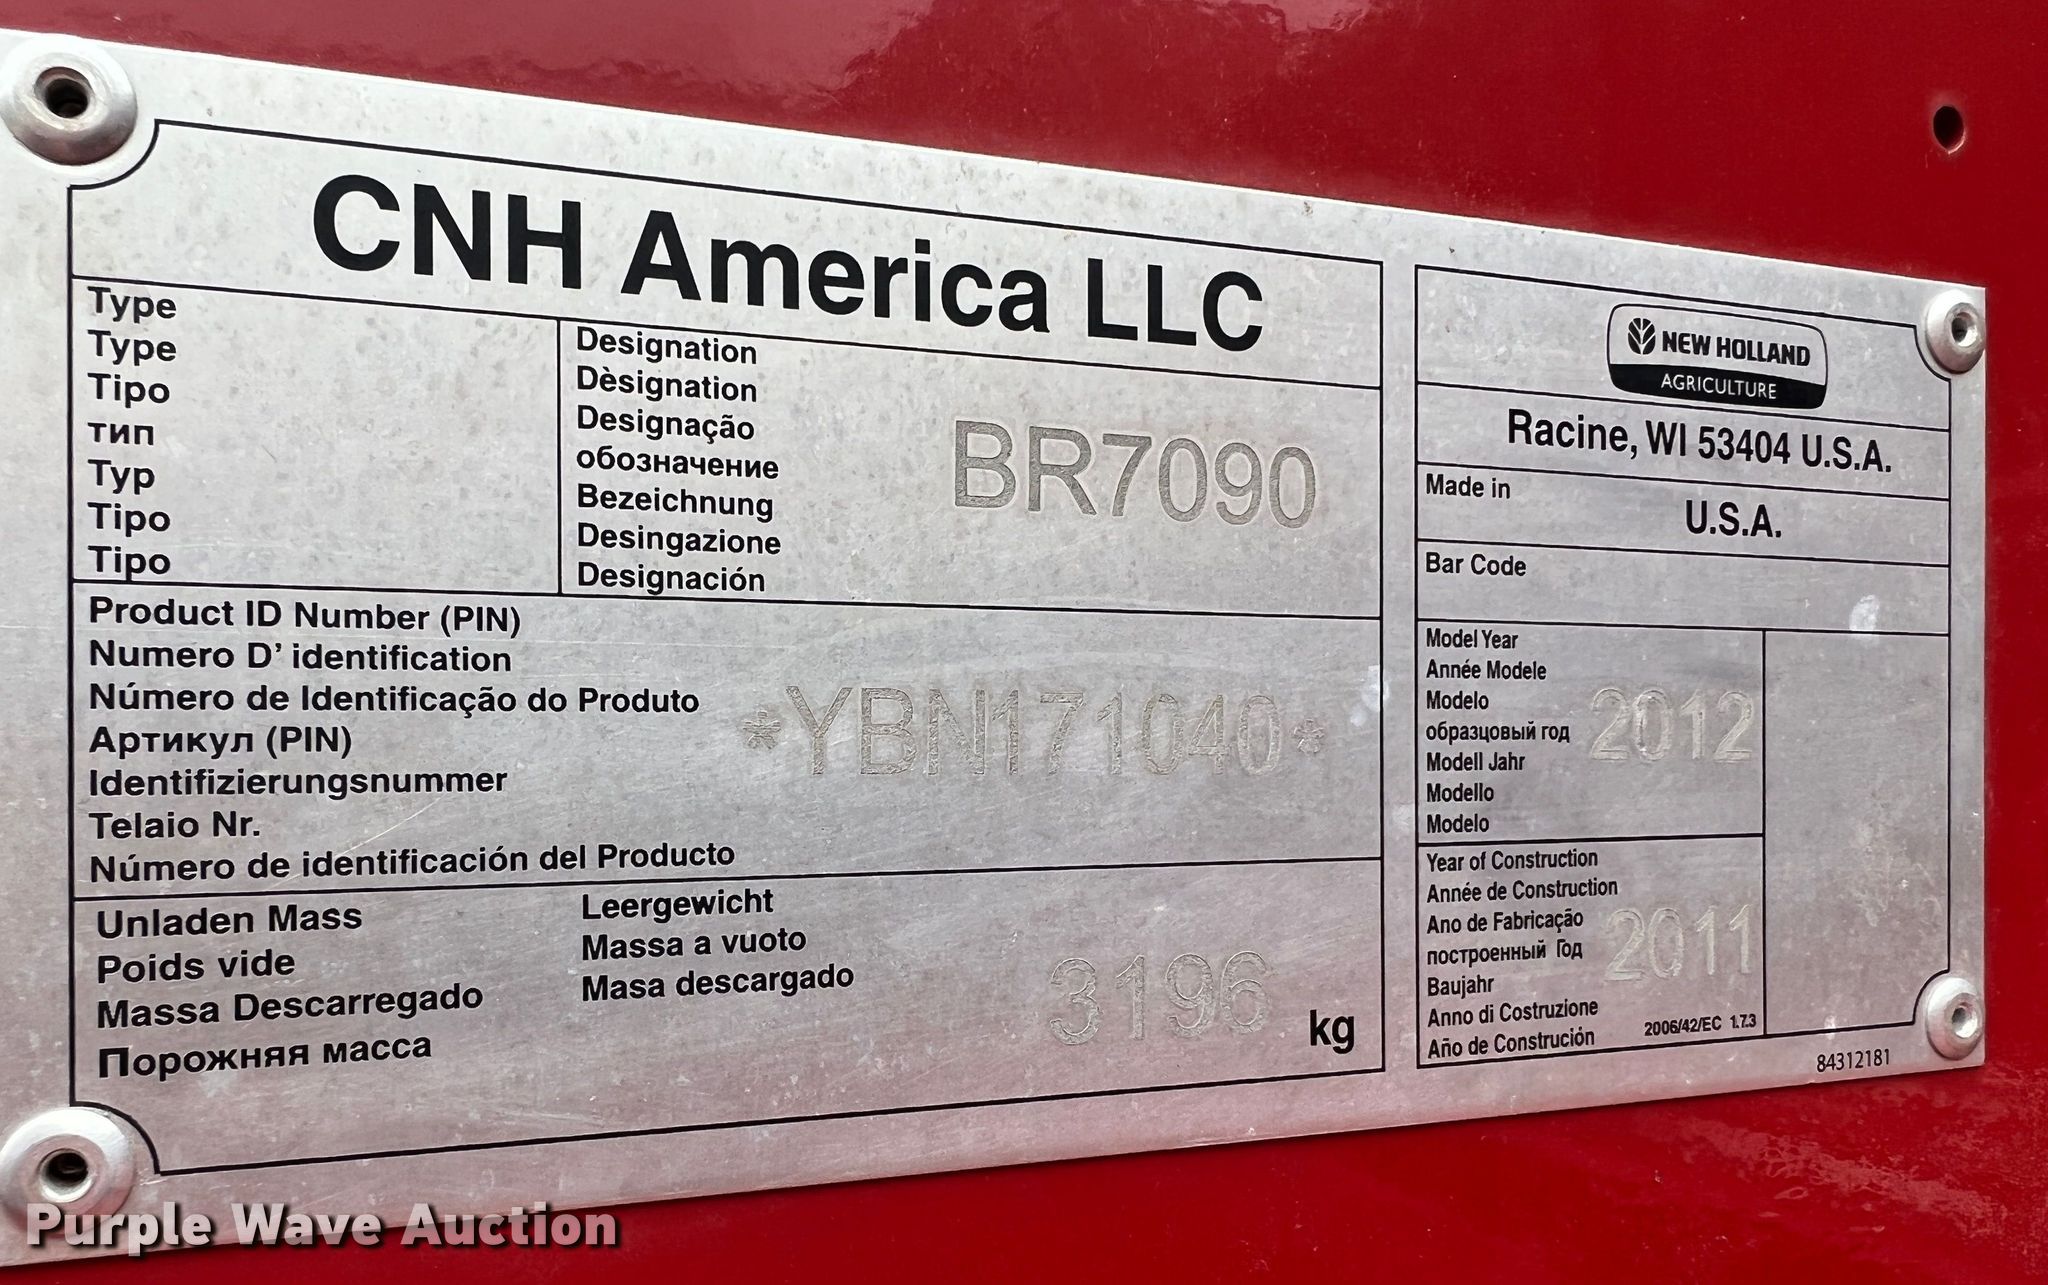 CNH America LLC
Type
Type
Tipo
тип
Typ
Tipo
Tipo
Designation
Dèsignation
Designação
обозначение
Bezeichnung
Desingazione
Designación
BR7090
Product ID Number (PIN)
Numero D' identification
Número de Identificação do Produto
Артикул (PIN)
Identifizierungsnummer
Telaio Nr.
Número de identificación del Producto
*YBN171040*
Unladen Mass
Poids vide
Massa Descarregado
Порожняя масса
Leergewicht
Massa a vuoto
Masa descargado
3196
kg
NEW HOLLAND
AGRICULTURE
Racine, WI 53404 U.S.A.
Made in
U.S.A.
Bar Code
Model Year
Année Modele
Modelo
образцовый год
Modell Jahr
Modello
Modelo
2012
Year of Construction
Année de Construction
Ano de Fabricação
построенный Год
Baujahr
Anno di Costruzione
Año de Construción
2011
2006/42/EC 1.7.3
84312181
Purple Wave Auction